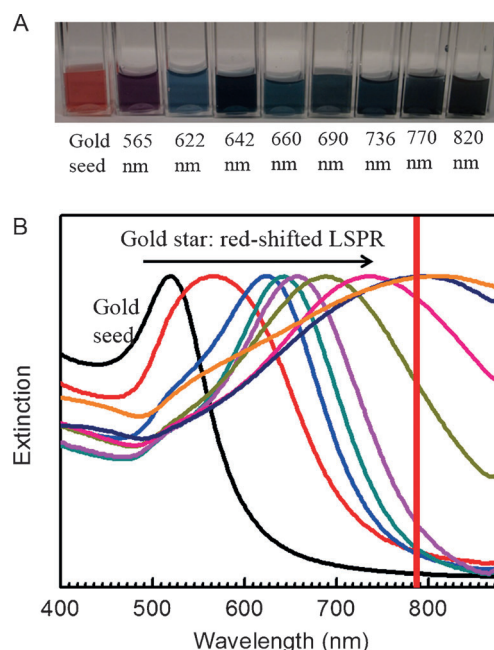 A
Gold seed
565 nm
622 nm
642 nm
660 nm
690 nm
736 nm
770 nm
820 nm
B
Gold star: red-shifted LSPR
Gold
seed
Extinction
400 500 600 700 800
Wavelength (nm)